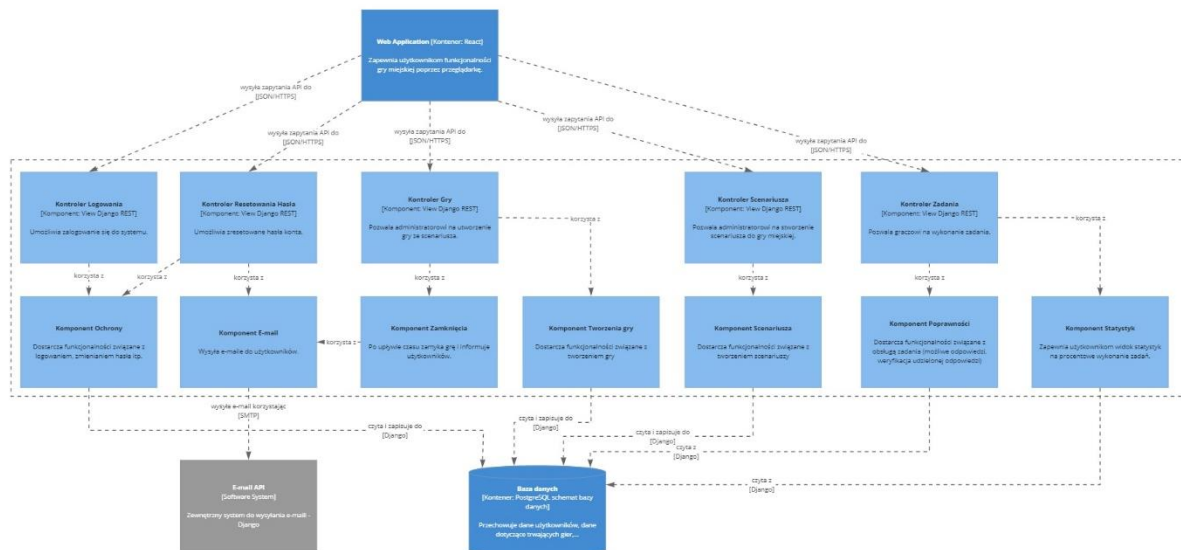 Web Application [Kontener: React]
Zapewnia użytkownikom funkcjonalności
gry miejskiej poprzez przeglądarkę.
wysyła zapytania API do
[JSON/HTTPS]
wysyła zapytania API do
[JSON/HTTPS]
wysyła zapytania API do
[JSON/HTTPS]
wysyła zapytania API do
[JSON/HTTPS]
wysyła zapytania API do
[JSON/HTTPS]
Kontroler Logowania
[Komponent: View Django REST]
Umożliwia zalogowanie się do systemu.
Kontroler Resetowania Hasła
[Komponent: View Django REST]
Umożliwia zresetowane hasła konta.
Kontroler Gry
[Komponent: View Django REST]
Pozwala administratorowi na utworzenie
gry ze scenariusza.
Kontroler Scenariusza
[Komponent: View Django REST]
Pozwala administratorowi na stworzenie
scenariusza do gry miejskiej.
Kontroler Zadania
[Komponent: View Django REST]
Pozwala graczowi na wykonanie zadania.
korzysta z
korzysta z
korzysta z
korzysta z
korzysta z
korzysta z
korzysta z
korzysta z
korzysta z
Komponent Ochrony
Dostarcza funkcjonalności związane z
logowaniem, zmienianiem hasła itp.
Komponent E-mail
Wysyła e-maile do użytkowników.
korzysta z
Komponent Zamknięcia
Po upływie czasu zamyka grę i informuje
użytkowników.
Komponent Tworzenia gry
Dostarcza funkcjonalności związane z
tworzeniem gry
Komponent Scenariusza
Dostarcza funkcjonalności związane z
tworzeniem scenariuszy
Komponent Poprawności
Dostarcza funkcjonalności związane z
obsługą zadania (możliwe odpowiedzi,
weryfikacja udzielonej odpowiedzi)
Komponent Statystyk
Zapewnia użytkownikom widok statystyk
na procentowe wykonanie zadań.
wysyła e-mail korzystając
[SMTP]
czyta i zapisuje do
[Django]
czyta i zapisuje do
[Django]
czyta i zapisuje do
[Django]
czyta z
[Django]
czyta z
[Django]
E-mail API
[Software System]
Zewnętrzny system do wysyłania e-maili -
Django
Baza danych
[Kontener: PostgreSQL schemat bazy
danych]
Przechowuje dane użytkowników, dane
dotyczące trwających gier,...